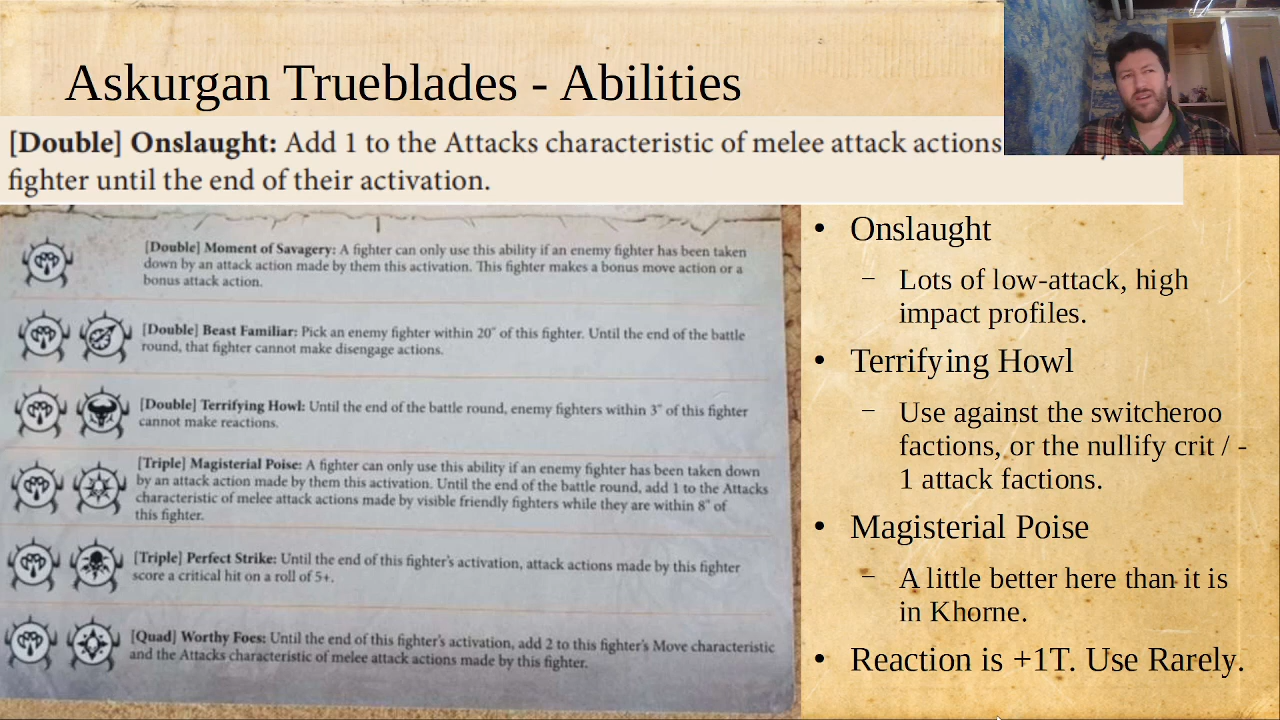 Askurgan Trueblades - Abilities
[Double] Onslaught: Add 1 to the Attacks characteristic of melee attack actions
fighter until the end of their activation.
[Double] Moment of Savagery: A fighter can only use this ability if an enemy fighter has been taken
down by an attack action made by them this activation. This fighter makes a bonus move action or a
bonus attack action.
[Double] Beast Familiar: Pick an enemy fighter within 20" of this fighter. Until the end of the battle
round, that fighter cannot make disengage actions.
[Double] Terrifying Howl: Until the end of the battle round, enemy fighters within 3" of this fighter
cannot make reactions.
[Triple] Magisterial Poise: A fighter can only use this ability if an enemy fighter has been taken down
by an attack action made by them this activation. Until the end of the battle round, add 1 to the Attacks
characteristic of melee attack actions made by visible friendly fighters while they are within 8" of
this fighter.
[Triple] Perfect Strike: Until the end of this fighter's activation, attack actions made by this fighter
score a critical hit on a roll of 5+.
[Quad] Worthy Foes: Until the end of this fighter's activation, add 2 to this fighter's Move characteristic
and the Attacks characteristic of melee attack actions made by this fighter.
• Onslaught
– Lots of low-attack, high
impact profiles.
• Terrifying Howl
– Use against the switcheroo
factions, or the nullify crit / -
1 attack factions.
• Magisterial Poise
– A little better here than it is
in Khorne.
• Reaction is +1T. Use Rarely.